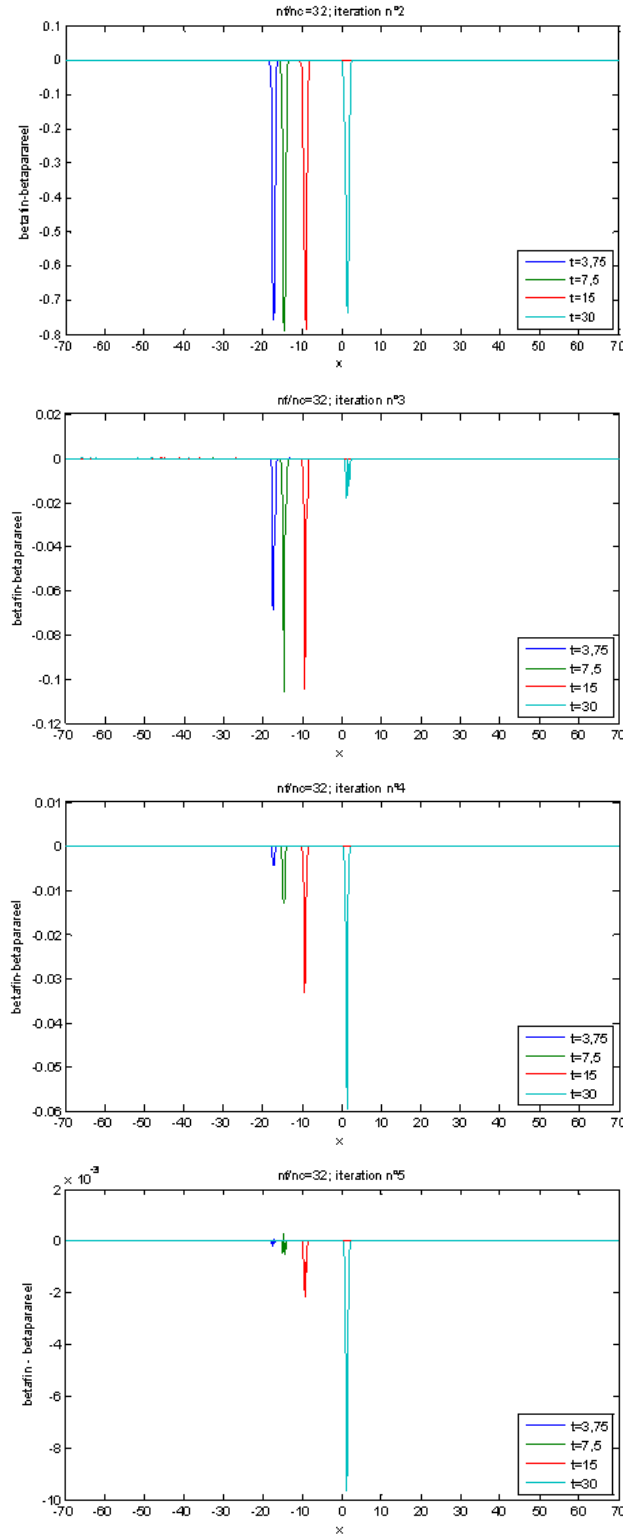 nf/nc=32; iteration n°2
0.1
0
-0.1
-0.2
-0.3
-0.4
-0.5
-0.6
-0.7
-0.8
betafin-betaparareel
t=3,75
t=7,5
t=15
t=30
-70 -60 -50 -40 -30 -20 -10 0 10 20 30 40 50 60 70
x
nf/nc=32; iteration n°3
0.02
0
-0.02
-0.04
-0.06
-0.08
-0.1
-0.12
betafin-betaparareel
t=3,75
t=7,5
t=15
t=30
-70 -60 -50 -40 -30 -20 -10 0 10 20 30 40 50 60 70
x
nf/nc=32; iteration n°4
0.01
0
-0.01
-0.02
-0.03
-0.04
-0.05
-0.06
betafin-betaparareel
t=3,75
t=7,5
t=15
t=30
-70 -60 -50 -40 -30 -20 -10 0 10 20 30 40 50 60 70
x
× 10⁻³
nf/nc=32; iteration n°5
2
0
-2
-4
-6
-8
-10
betafin - betaparareel
t=3,75
t=7,5
t=15
t=30
-70 -60 -50 -40 -30 -20 -10 0 10 20 30 40 50 60 70
x